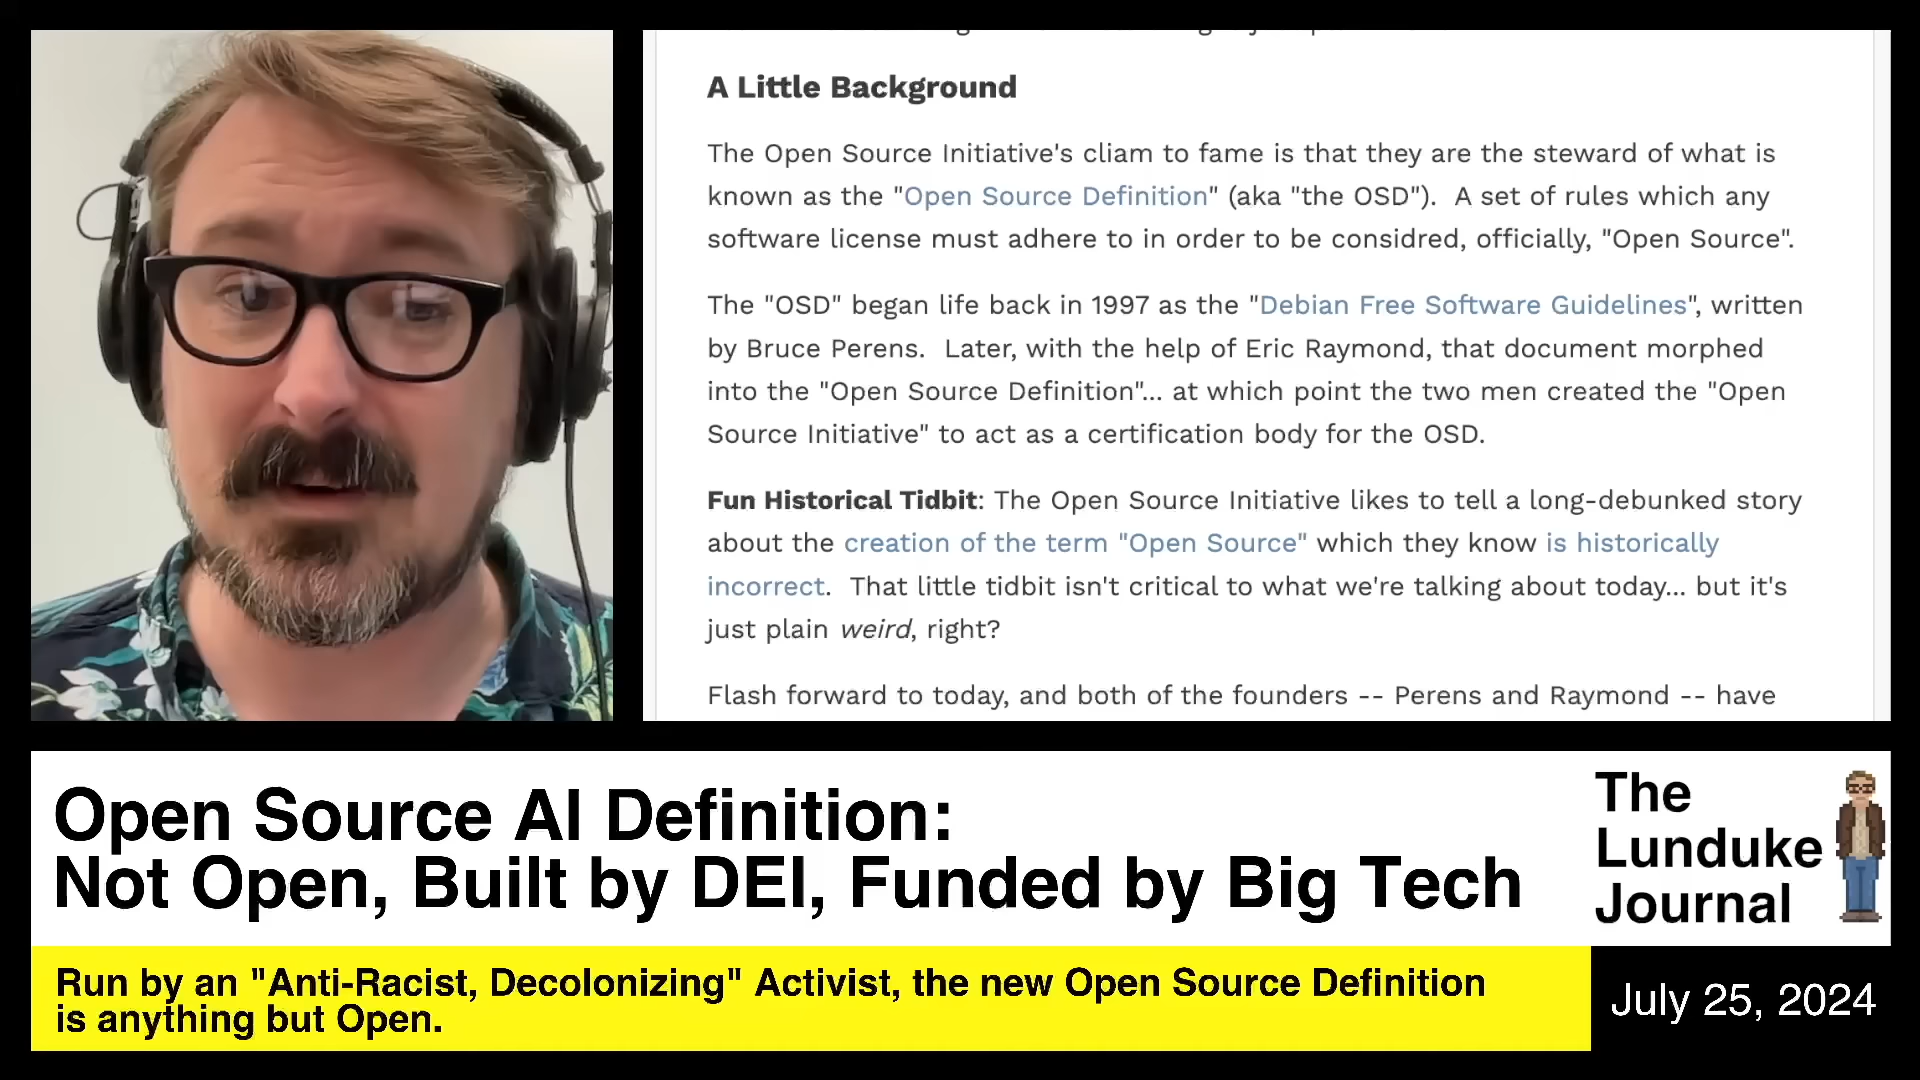 A Little Background
The Open Source Initiative's cliam to fame is that they are the steward of what is
known as the "Open Source Definition" (aka "the OSD").  A set of rules which any
software license must adhere to in order to be considred, officially, "Open Source".
The "OSD" began life back in 1997 as the "Debian Free Software Guidelines", written
by Bruce Perens.  Later, with the help of Eric Raymond, that document morphed
into the "Open Source Definition"... at which point the two men created the "Open
Source Initiative" to act as a certification body for the OSD.
Fun Historical Tidbit: The Open Source Initiative likes to tell a long-debunked story
about the creation of the term "Open Source" which they know is historically
incorrect.  That little tidbit isn't critical to what we're talking about today... but it's
just plain weird, right?
Flash forward to today, and both of the founders -- Perens and Raymond -- have
Open Source AI Definition:
Not Open, Built by DEI, Funded by Big Tech
The
Lunduke
Journal
Run by an "Anti-Racist, Decolonizing" Activist, the new Open Source Definition
is anything but Open.
July 25, 2024